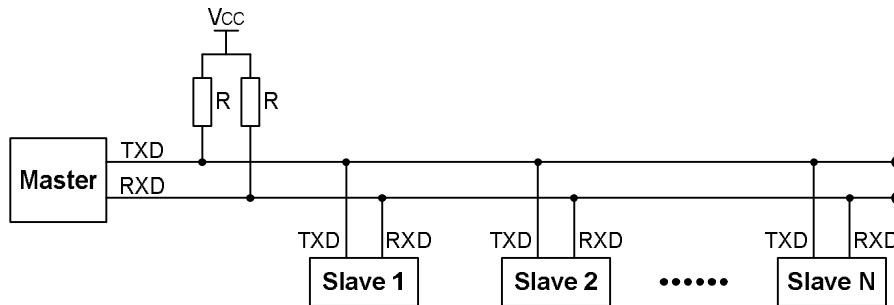 VCC
R R
TXD
Master
RXD
TXD RXD TXD RXD TXD RXD
Slave 1 Slave 2 •••••• Slave N